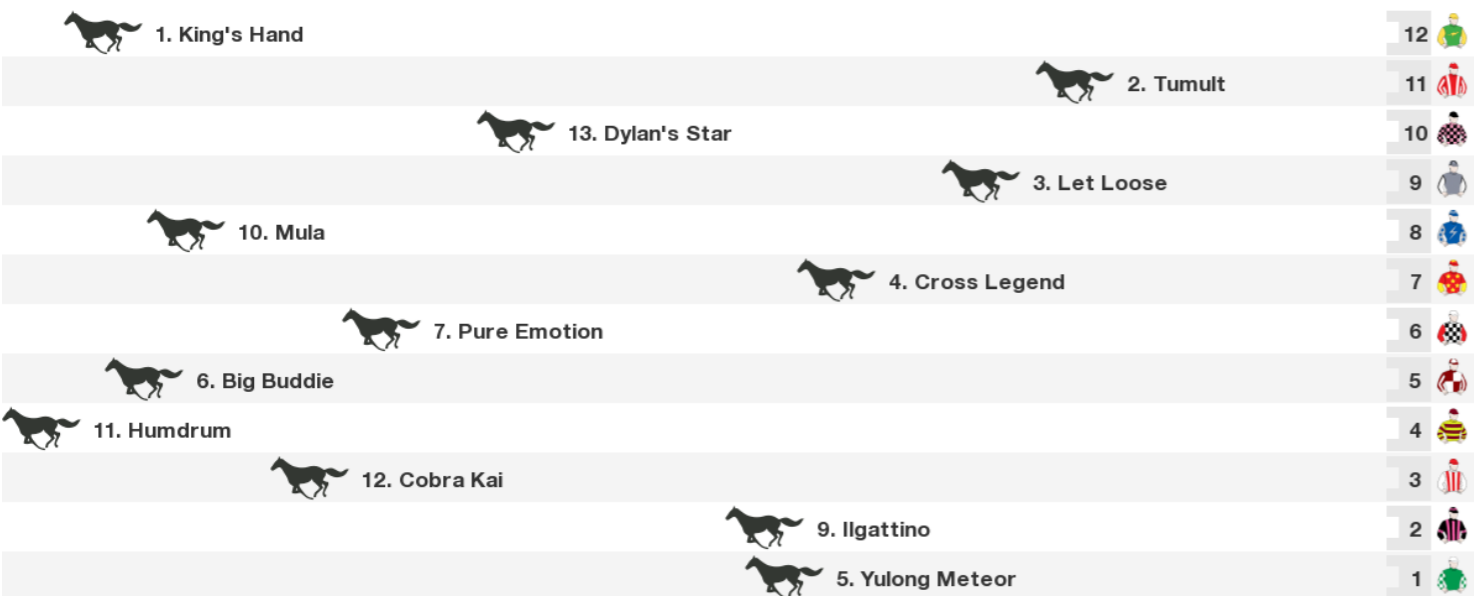 1. King's Hand 12
2. Tumult 11
13. Dylan's Star 10
3. Let Loose 9
10. Mula 8
4. Cross Legend 7
7. Pure Emotion 6
6. Big Buddie 5
11. Humdrum 4
12. Cobra Kai 3
9. Ilgattino 2
5. Yulong Meteor 1